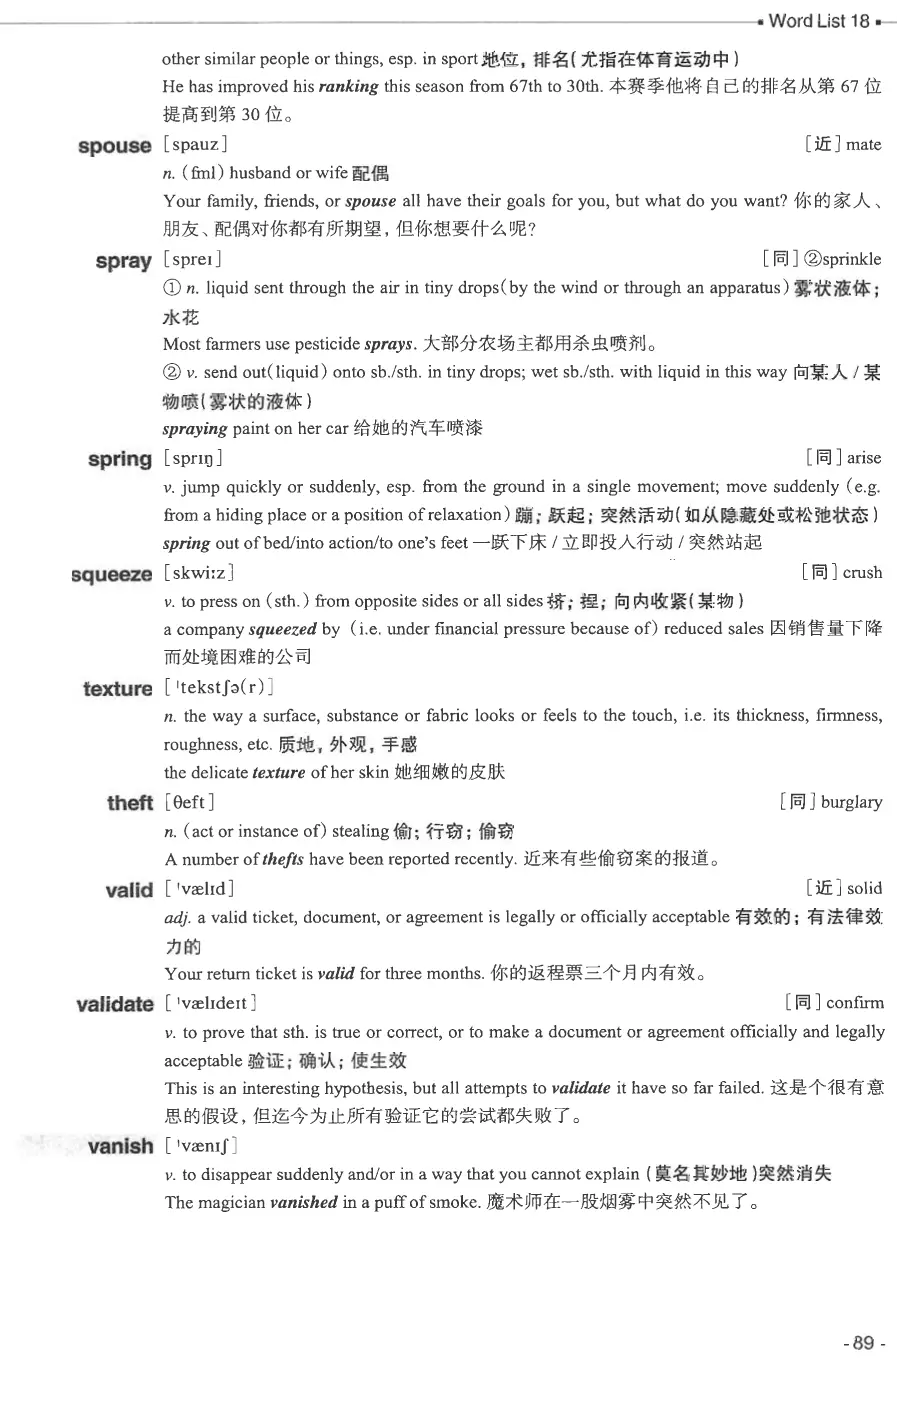 Word List 18
other similar people or things, esp. in sport 地位，排名(尤指在体育运动中)
He has improved his ranking this season from 67th to 30th. 本赛季他将自己的排名从第 67 位
提高到第 30 位。
spouse [spauz] [近] mate
n. (fml) husband or wife 配偶
Your family, friends, or spouse all have their goals for you, but what do you want? 你的家人、
朋友、配偶对你都有所期望，但你想要什么呢?
spray [spreɪ] [同] ②sprinkle
① n. liquid sent through the air in tiny drops(by the wind or through an apparatus) 雾状液体；
水花
Most farmers use pesticide sprays. 大部分农场主都用杀虫喷剂。
② v. send out(liquid) onto sb./sth. in tiny drops; wet sb./sth. with liquid in this way 向某人 / 某
物喷(雾状的液体)
spraying paint on her car 给她的汽车喷漆
spring [sprɪŋ] [同] arise
v. jump quickly or suddenly, esp. from the ground in a single movement; move suddenly (e.g.
from a hiding place or a position of relaxation) 蹦；跃起；突然活动(如从隐藏处或松弛状态)
spring out of bed/into action/to one's feet 一跃下床 / 立即投入行动 / 突然站起
squeeze [skwi:z] [同] crush
v. to press on (sth.) from opposite sides or all sides 挤；捏；向内收紧(某物)
a company squeezed by (i.e. under financial pressure because of) reduced sales 因销售量下降
而处境困难的公司
texture [ˈtekstʃə(r)]
n. the way a surface, substance or fabric looks or feels to the touch, i.e. its thickness, firmness,
roughness, etc. 质地，外观，手感
the delicate texture of her skin 她细嫩的皮肤
theft [θeft] [同] burglary
n. (act or instance of) stealing 偷；行窃；偷窃
A number of thefts have been reported recently. 近来有些偷窃案的报道。
valid [ˈvælɪd] [近] solid
adj. a valid ticket, document, or agreement is legally or officially acceptable 有效的；有法律效
力的
Your return ticket is valid for three months. 你的返程票三个月内有效。
validate [ˈvælɪdeɪt] [同] confirm
v. to prove that sth. is true or correct, or to make a document or agreement officially and legally
acceptable 验证；确认；使生效
This is an interesting hypothesis, but all attempts to validate it have so far failed. 这是个很有意
思的假设，但迄今为止所有验证它的尝试都失败了。
vanish [ˈvænɪʃ]
v. to disappear suddenly and/or in a way that you cannot explain (莫名其妙地)突然消失
The magician vanished in a puff of smoke. 魔术师在一股烟雾中突然不见了。
- 89 -